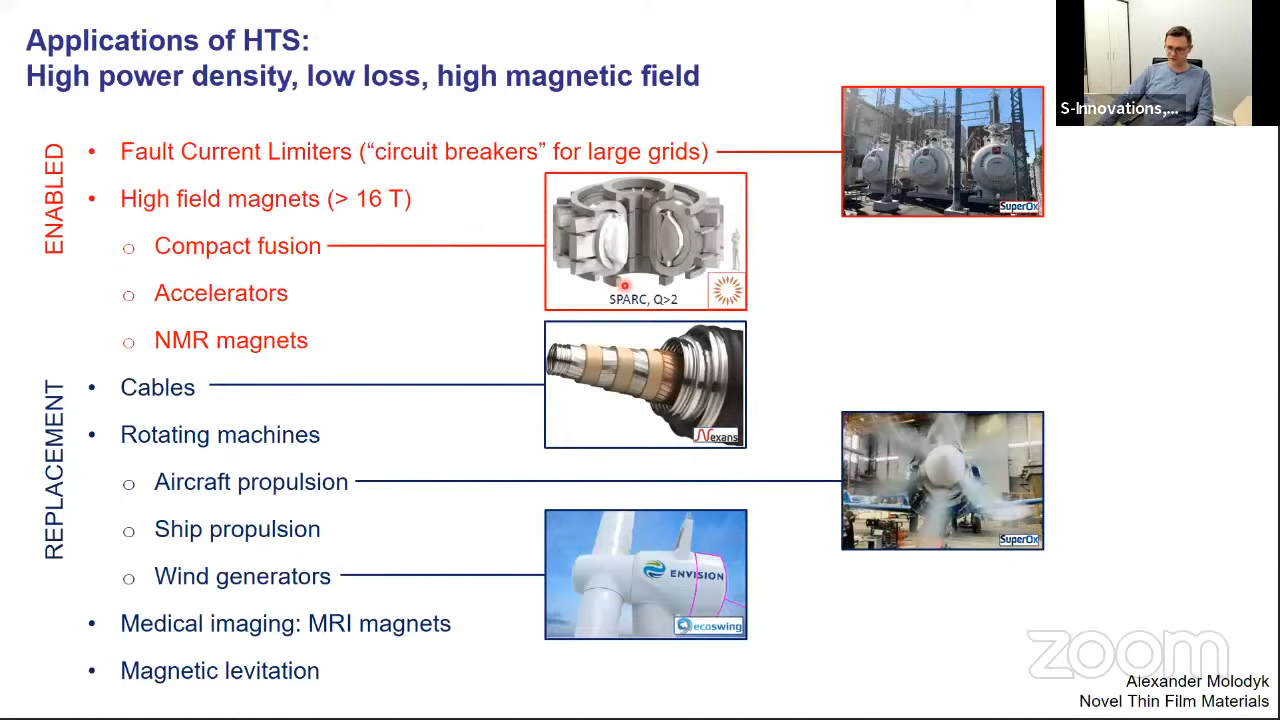 Applications of HTS:
High power density, low loss, high magnetic field
S-Innovations,...
ENABLED
• Fault Current Limiters (“circuit breakers” for large grids)
SuperOx
• High field magnets (> 16 T)
○ Compact fusion
○ Accelerators
SPARC, Q>2
○ NMR magnets
REPLACEMENT
• Cables
Nexans
• Rotating machines
○ Aircraft propulsion
SuperOx
○ Ship propulsion
○ Wind generators
ENVISION
ecoswing
• Medical imaging: MRI magnets
• Magnetic levitation
zoom
Alexander Molodyk
Novel Thin Film Materials